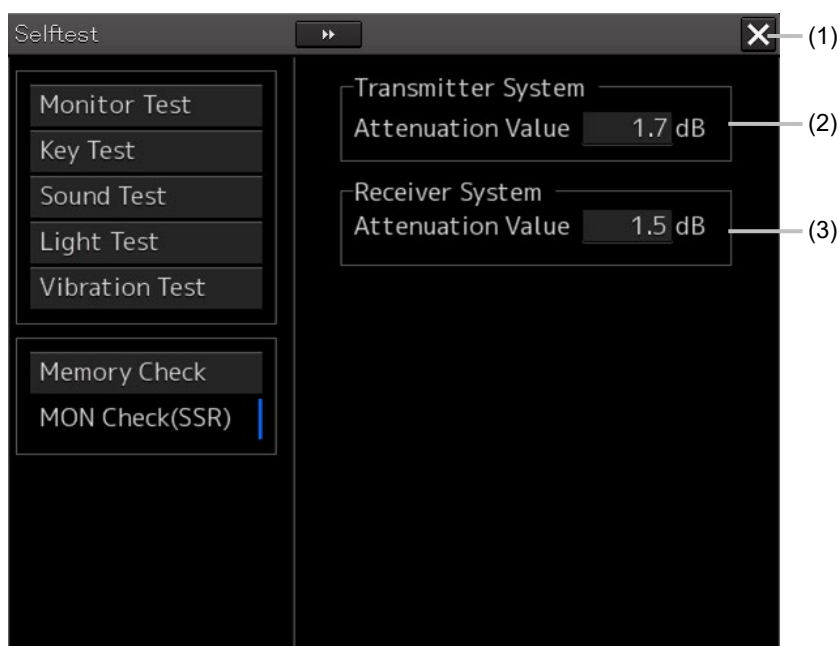 Selftest
(1)
Monitor Test
Key Test
Sound Test
Light Test
Vibration Test
Memory Check
MON Check(SSR)
Transmitter System
Attenuation Value 1.7 dB
(2)
Receiver System
Attenuation Value 1.5 dB
(3)